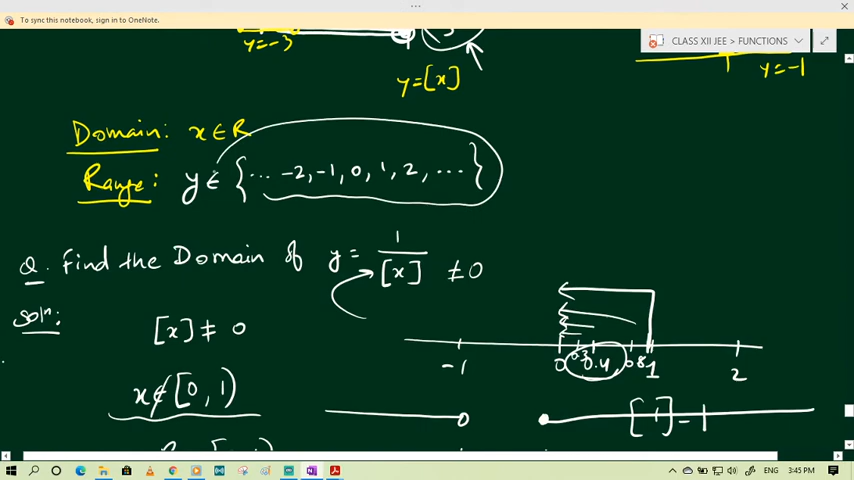 To sync this notebook, sign in to OneNote.
CLASS XII JEE > FUNCTIONS
y=-3
y=[x]
y=-1
Domain: x∈R
Range: y∈ {... -2,-1, 0, 1, 2, ...}
Q. Find the Domain of y= 1/[x] ≠0
Soln:
[x] ≠ 0
-1 0 0.3 0.4 0.8 1 2
x∉[0, 1)
[1]=1
ENG 3:45 PM